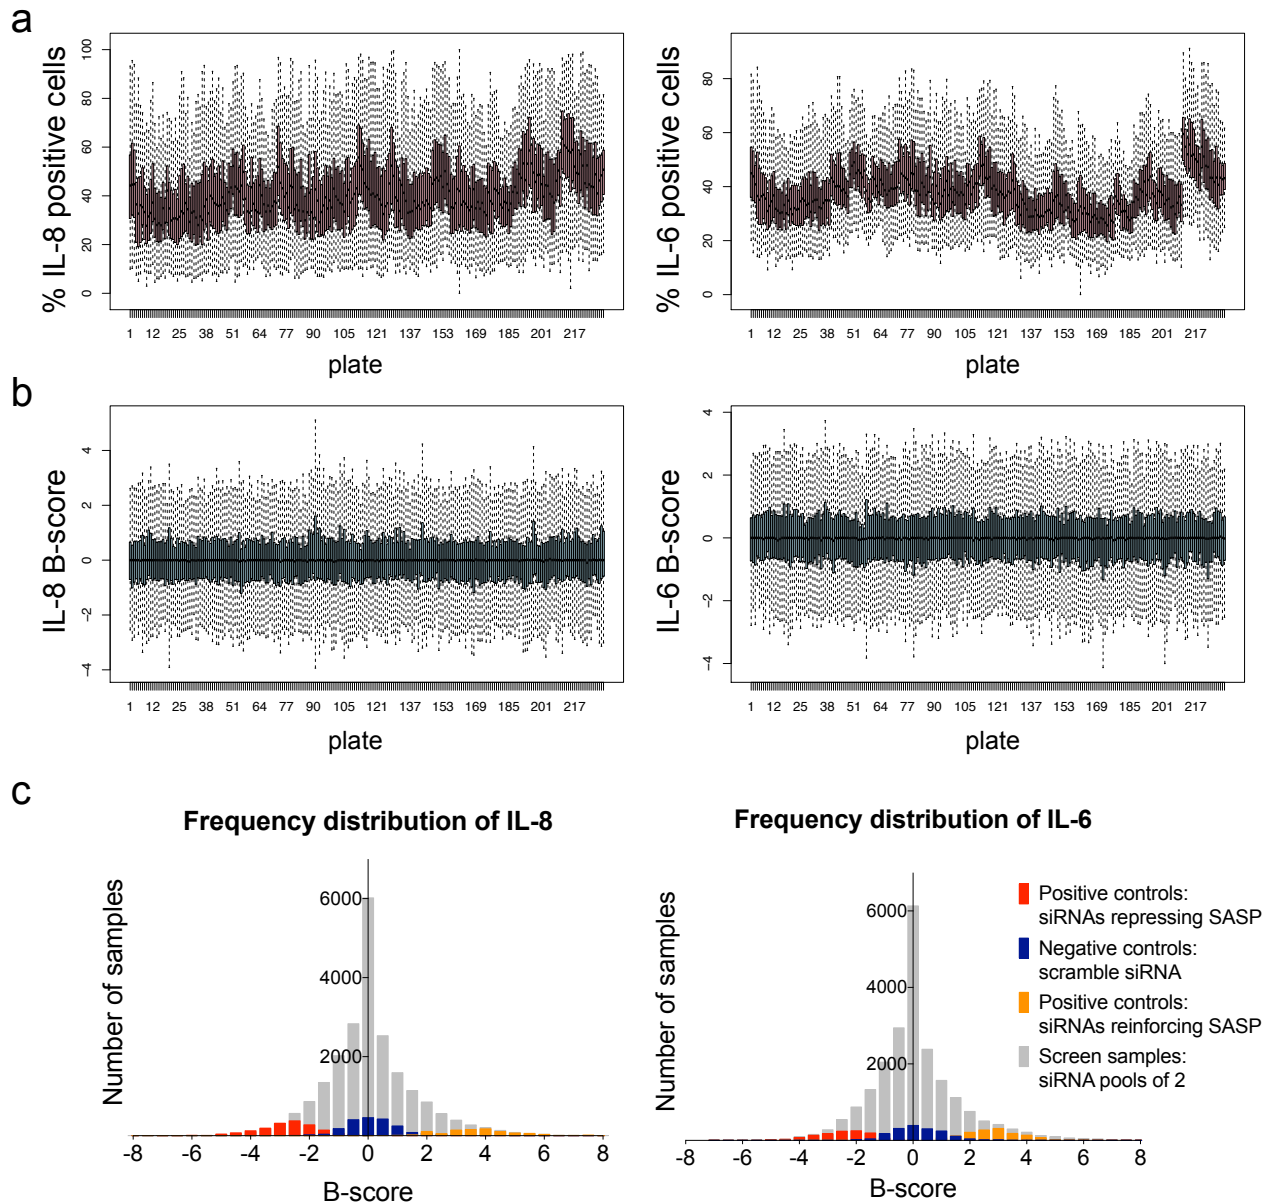 a
% IL-8 positive cells
0 20 40 60 80 100
1 12 25 38 51 64 77 90 105 121 137 153 169 185 201 217
plate
% IL-6 positive cells
0 20 40 60 80
1 12 25 38 51 64 77 90 105 121 137 153 169 185 201 217
plate
b
IL-8 B-score
−4 −2 0 2 4
1 12 25 38 51 64 77 90 105 121 137 153 169 185 201 217
plate
IL-6 B-score
−4 −2 0 2 4
1 12 25 38 51 64 77 90 105 121 137 153 169 185 201 217
plate
c
Frequency distribution of IL-8
Number of samples
6000
4000
2000
-8 -6 -4 -2 0 2 4 6 8
B-score
Frequency distribution of IL-6
Number of samples
6000
4000
2000
-8 -6 -4 -2 0 2 4 6 8
B-score
Positive controls:
siRNAs repressing SASP
Negative controls:
scramble siRNA
Positive controls:
siRNAs reinforcing SASP
Screen samples:
siRNA pools of 2